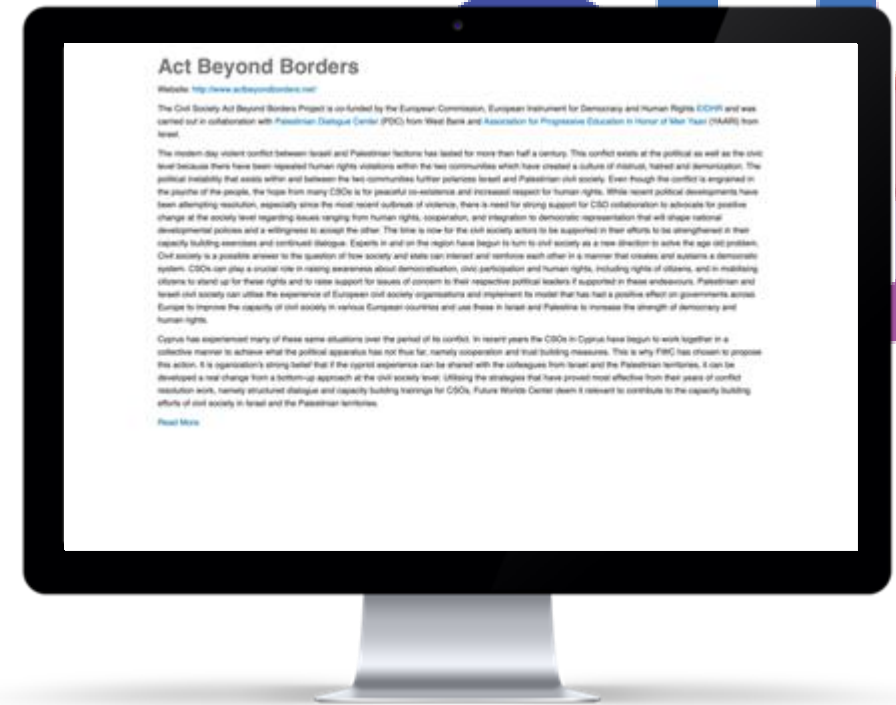 Act Beyond Borders
Website: http://www.actbeyondborders.net/
The Civil Society Act Beyond Borders Project is co-funded by the European Commission, European Instrument for Democracy and Human Rights EIDHR and was
carried out in collaboration with Palestinian Dialogue Center (PDC) from West Bank and Association for Progressive Education in Honor of Meir Yaari (YAARI) from
Israel.
The modern day violent conflict between Israeli and Palestinian factions has lasted for more than half a century. This conflict exists at the political as well as the civic
level because there have been repeated human rights violations within the two communities which have created a culture of mistrust, hatred and demonization. The
political instability that exists within and between the two communities further polarizes Israeli and Palestinian civil society. Even though the conflict is engrained in
the psyche of the people, the hope from many CSOs is for peaceful co-existence and increased respect for human rights. While recent political developments have
been attempting resolution, especially since the most recent outbreak of violence, there is need for strong support for CSO collaboration to advocate for positive
change at the society level regarding issues ranging from human rights, cooperation, and integration to democratic representation that will shape national
developmental policies and a willingness to accept the other. The time is now for the civil society actors to be supported in their efforts to be strengthened in their
capacity building exercises and continued dialogue. Experts in and on the region have begun to turn to civil society as a new direction to solve the age old problem.
Civil society is a possible answer to the question of how society and state can interact and reinforce each other in a manner that creates and sustains a democratic
system. CSOs can play a crucial role in raising awareness about democratisation, civic participation and human rights, including rights of citizens, and in mobilising
citizens to stand up for these rights and to raise support for issues of concern to their respective political leaders if supported in these endeavours. Palestinian and
Israeli civil society can utilise the experience of European civil society organisations and implement its model that has had a positive effect on governments across
Europe to improve the capacity of civil society in various European countries and use these in Israel and Palestine to increase the strength of democracy and
human rights.
Cyprus has experienced many of these same situations over the period of its conflict. In recent years the CSOs in Cyprus have begun to work together in a
collective manner to achieve what the political apparatus has not thus far, namely cooperation and trust building measures. This is why FWC has chosen to propose
this action. It is oganization's strong belief that if the cypriot experience can be shared with the colleagues from Israel and the Palestinian territories, it can be
developed a real change from a bottom-up approach at the civil society level. Utilising the strategies that have proved most effective from their years of conflict
resolution work, namely structured dialogue and capacity building trainings for CSOs, Future Worlds Center deem it relevant to contribute to the capacity building
efforts of civil society in Israel and the Palestinian territories.
Read More